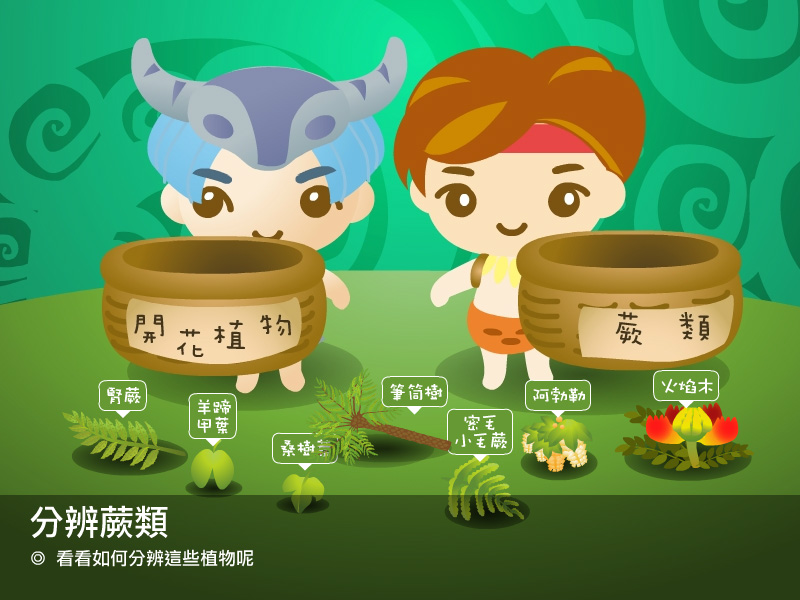 開花植物
蕨類
腎蕨
羊蹄
甲葉
桑樹葉
筆筒樹
密毛
小毛蕨
阿勃勒
火焰木
分辨蕨類
◎ 看看如何分辨這些植物呢